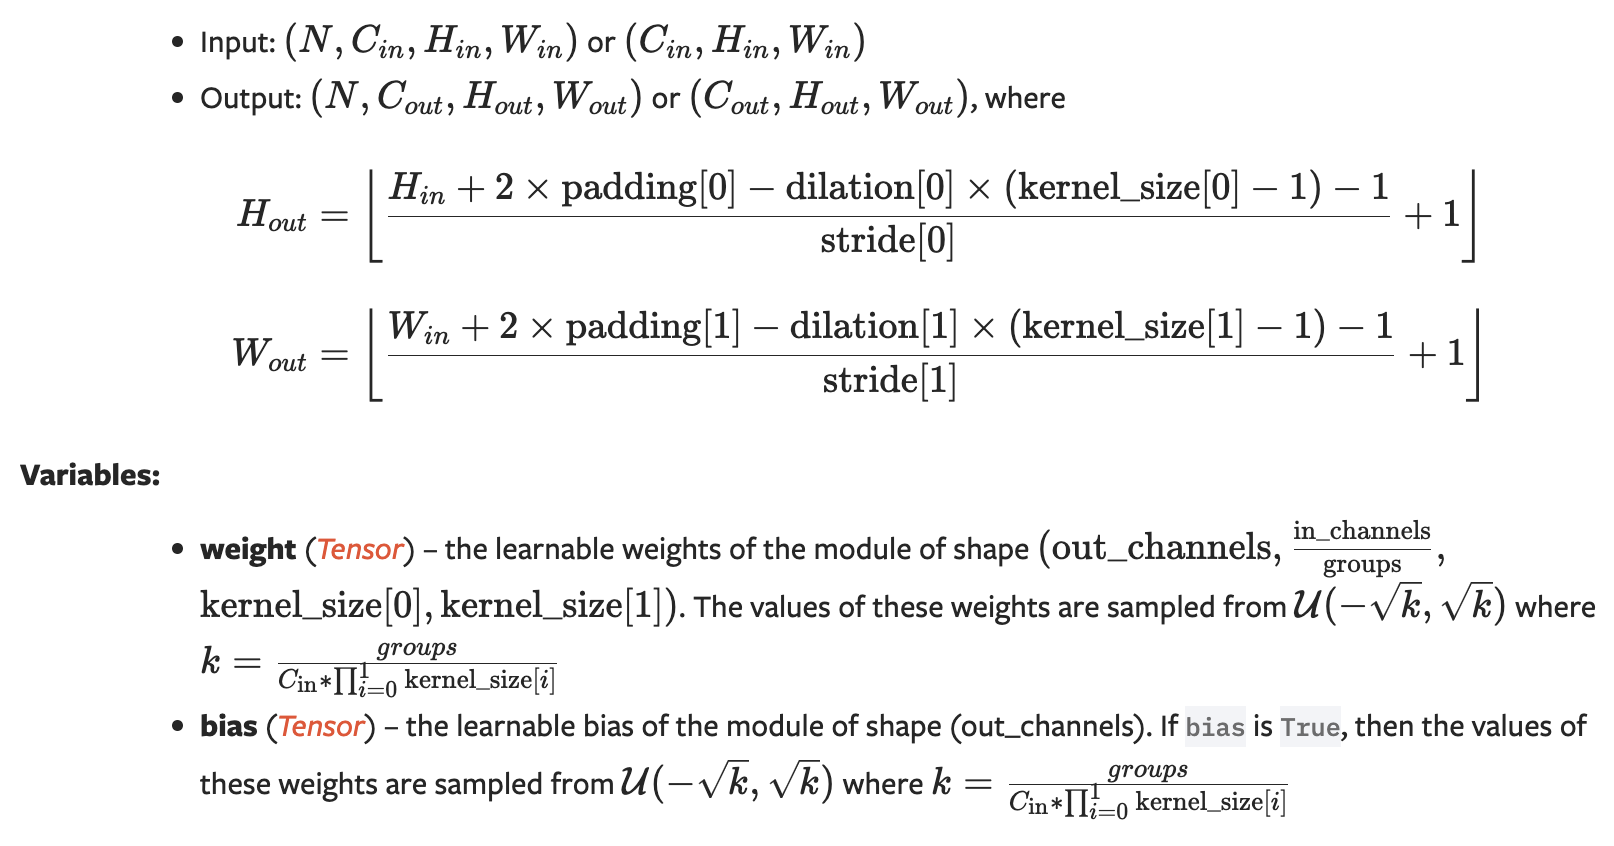 • Input: (N, C_in, H_in, W_in) or (C_in, H_in, W_in)
• Output: (N, C_out, H_out, W_out) or (C_out, H_out, W_out), where
H_out = ⌊(H_in + 2 × padding[0] − dilation[0] × (kernel_size[0] − 1) − 1) / stride[0] + 1⌋
W_out = ⌊(W_in + 2 × padding[1] − dilation[1] × (kernel_size[1] − 1) − 1) / stride[1] + 1⌋
Variables:
• weight (Tensor) – the learnable weights of the module of shape (out_channels, in_channels / groups,
kernel_size[0], kernel_size[1]). The values of these weights are sampled from 𝒰(−√k, √k) where
k = groups / (C_in * ∏_{i=0}^{1} kernel_size[i])
• bias (Tensor) – the learnable bias of the module of shape (out_channels). If bias is True, then the values of
these weights are sampled from 𝒰(−√k, √k) where k = groups / (C_in * ∏_{i=0}^{1} kernel_size[i])